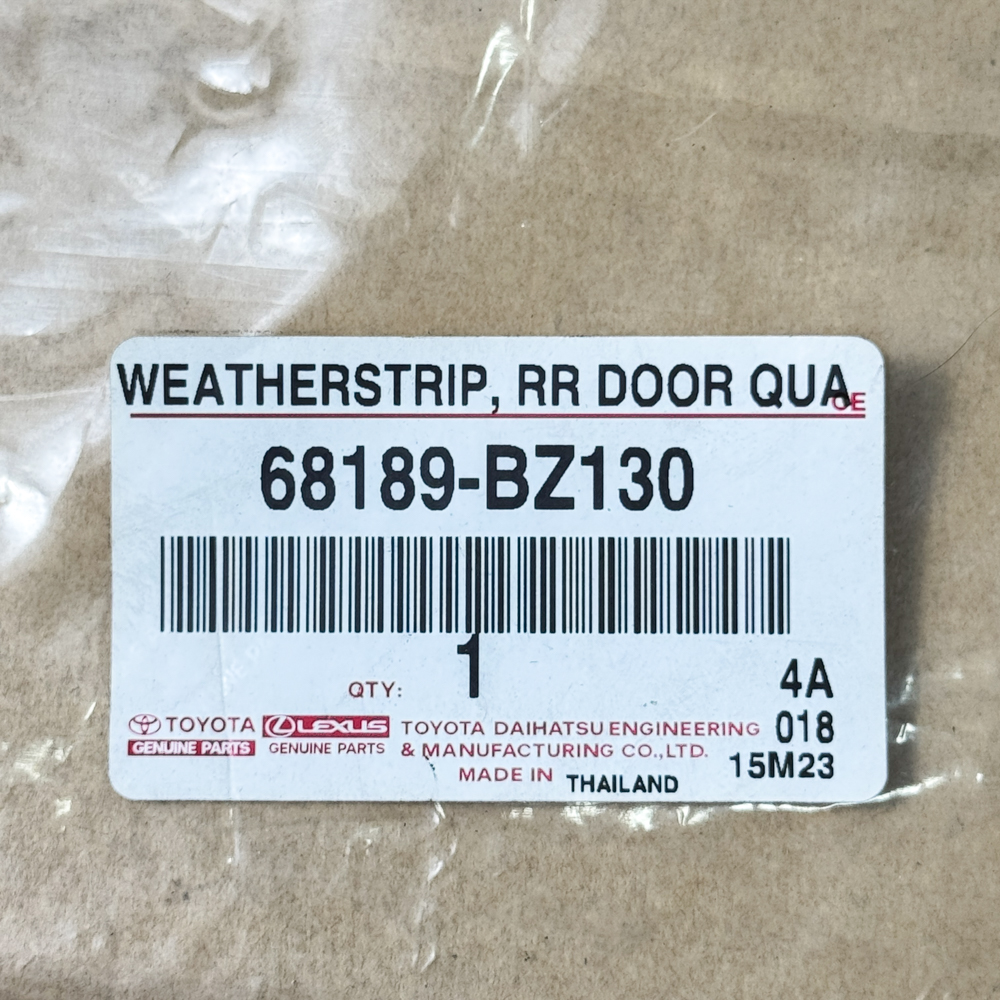 WEATHERSTRIP, RR DOOR QUA
CE
68189-BZ130
1
QTY:
4A
TOYOTA
GENUINE PARTS
LEXUS
GENUINE PARTS
TOYOTA DAIHATSU ENGINEERING
& MANUFACTURING CO.,LTD.
MADE IN THAILAND
018
15M23